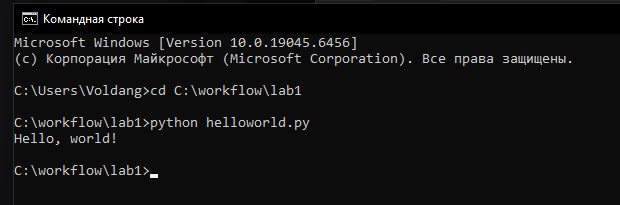 Командная строка
Microsoft Windows [Version 10.0.19045.6456]
(c) Корпорация Майкрософт (Microsoft Corporation). Все права защищены.
C:\Users\Voldang>cd C:\workflow\lab1
C:\workflow\lab1>python helloworld.py
Hello, world!
C:\workflow\lab1>